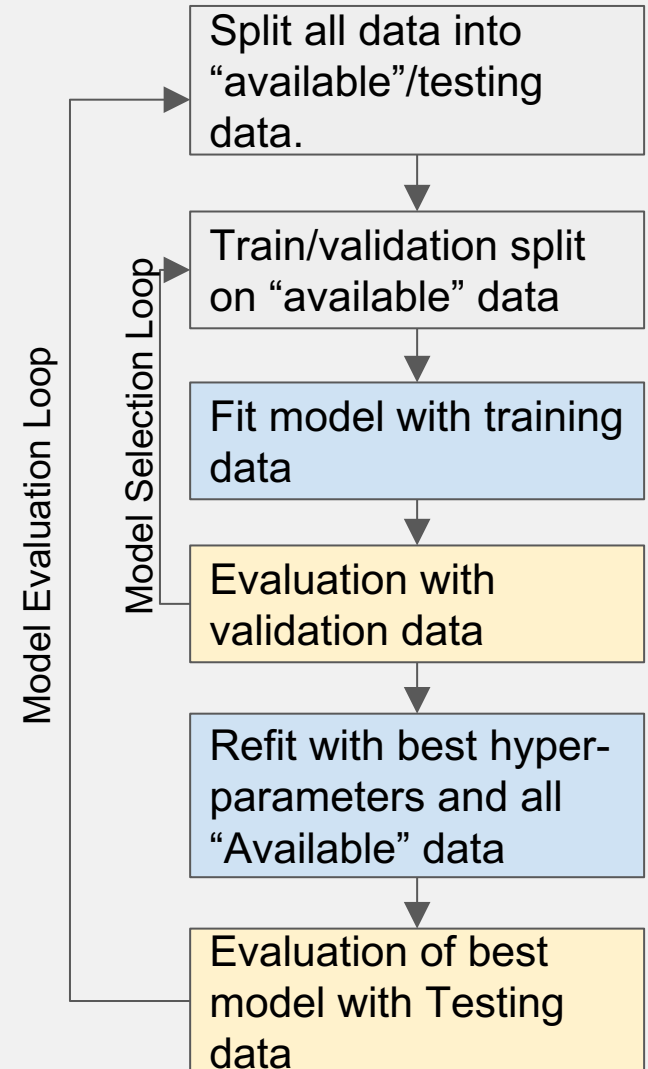 Split all data into
“available”/testing
data.
Train/validation split
on “available” data
Fit model with training
data
Evaluation with
validation data
Refit with best hyper-
parameters and all
“Available” data
Evaluation of best
model with Testing
data
Model Selection Loop
Model Evaluation Loop